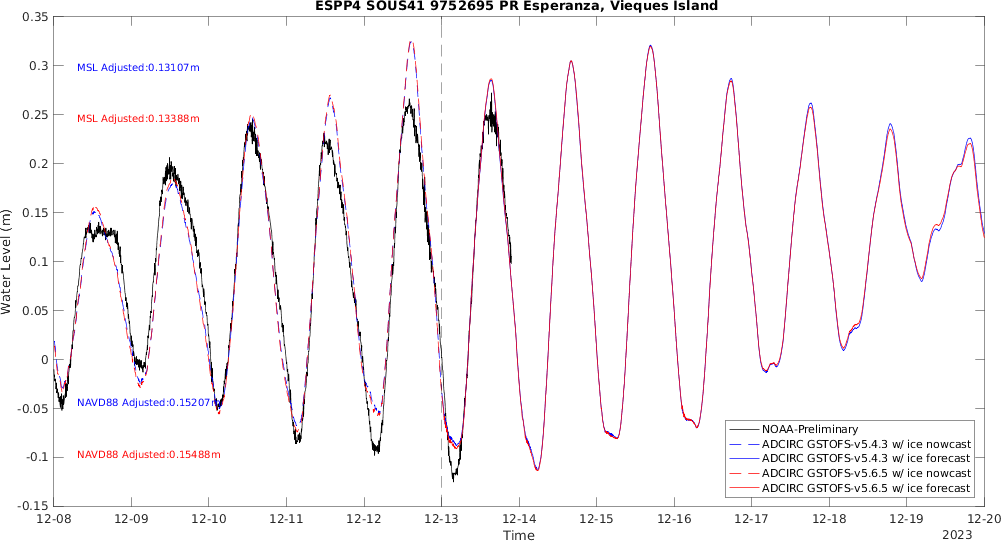 ESPP4 SOUS41 9752695 PR Esperanza, Vieques Island
Water Level (m)
0.35
0.3
0.25
0.2
0.15
0.1
0.05
0
-0.05
-0.1
-0.15
MSL Adjusted:0.13107m
MSL Adjusted:0.13388m
NAVD88 Adjusted:0.15207m
NAVD88 Adjusted:0.15488m
NOAA-Preliminary
ADCIRC GSTOFS-v5.4.3 w/ ice nowcast
ADCIRC GSTOFS-v5.4.3 w/ ice forecast
ADCIRC GSTOFS-v5.6.5 w/ ice nowcast
ADCIRC GSTOFS-v5.6.5 w/ ice forecast
12-08 12-09 12-10 12-11 12-12 12-13 12-14 12-15 12-16 12-17 12-18 12-19 12-20
Time
2023